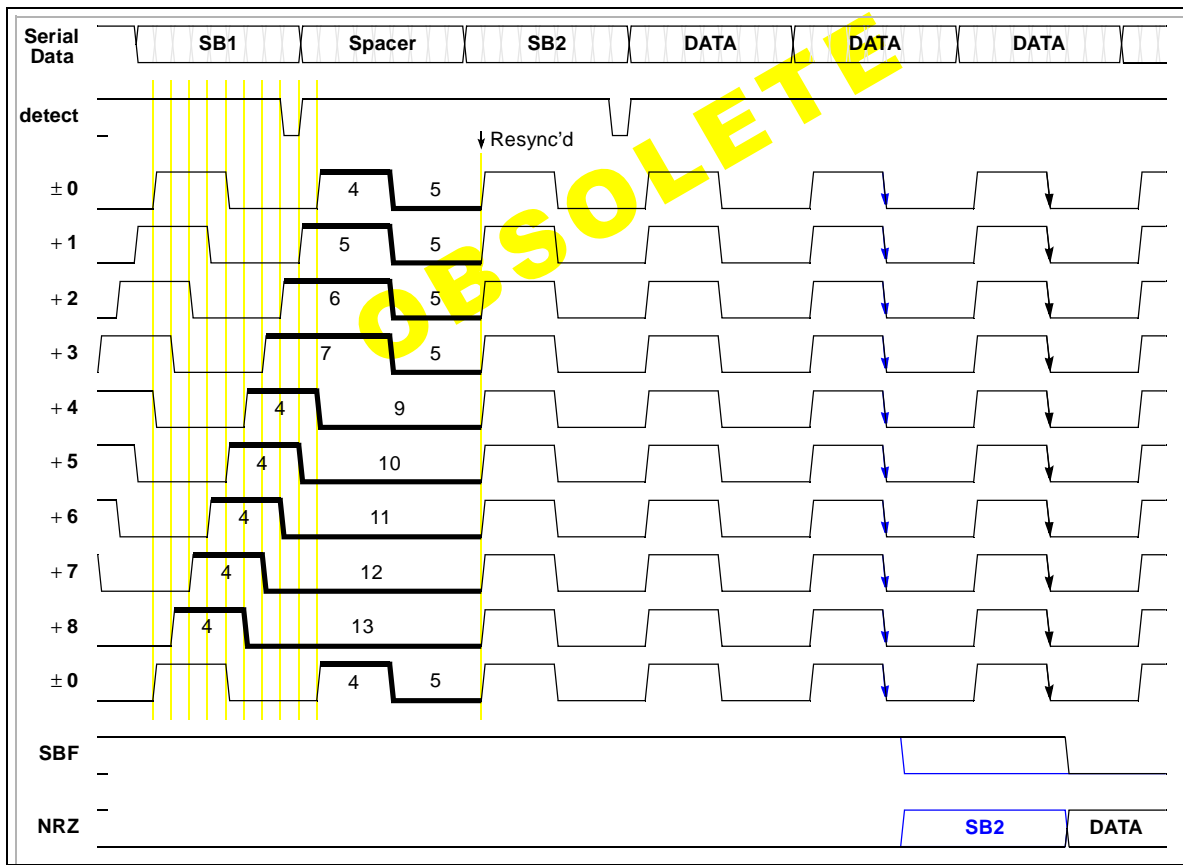 Serial Data SB1 Spacer SB2 DATA DATA DATA
detect
Resync'd
± 0 4 5
+ 1 5 5
+ 2 6 5
+ 3 7 5
+ 4 4 9
+ 5 4 10
+ 6 4 11
+ 7 4 12
+ 8 4 13
± 0 4 5
SBF
NRZ SB2 DATA
OBSOLETE